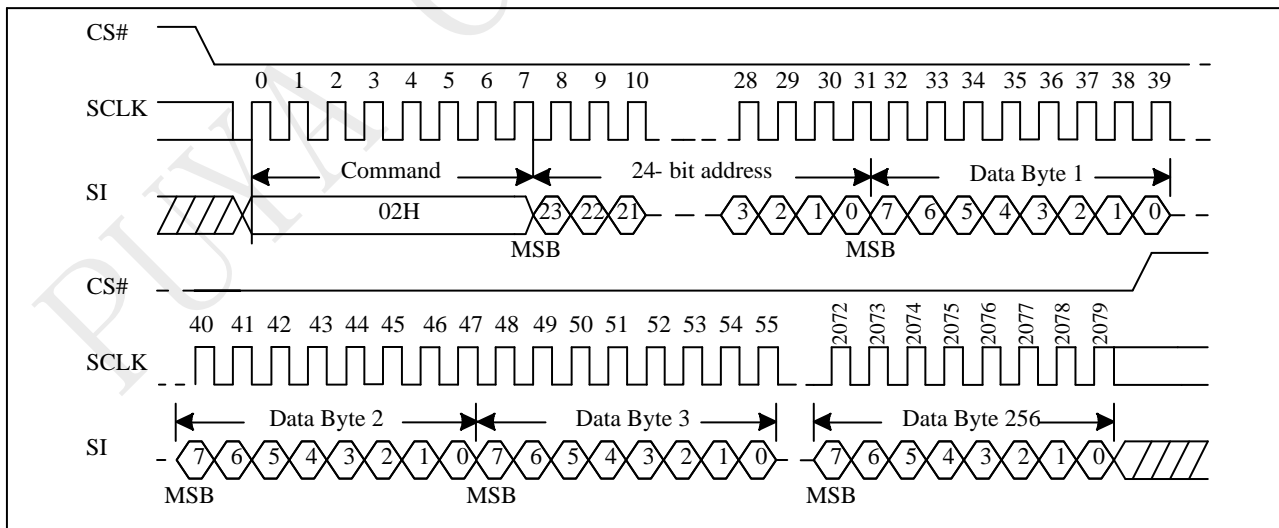 PUYA
CS#
0 1 2 3 4 5 6 7 8 9 10 28 29 30 31 32 33 34 35 36 37 38 39
SCLK
Command 24- bit address Data Byte 1
SI
02H 23 22 21 3 2 1 0 7 6 5 4 3 2 1 0
MSB MSB
CS#
40 41 42 43 44 45 46 47 48 49 50 51 52 53 54 55 2072 2073 2074 2075 2076 2077 2078 2079
SCLK
Data Byte 2 Data Byte 3 Data Byte 256
SI
7 6 5 4 3 2 1 0 7 6 5 4 3 2 1 0 7 6 5 4 3 2 1 0
MSB MSB MSB